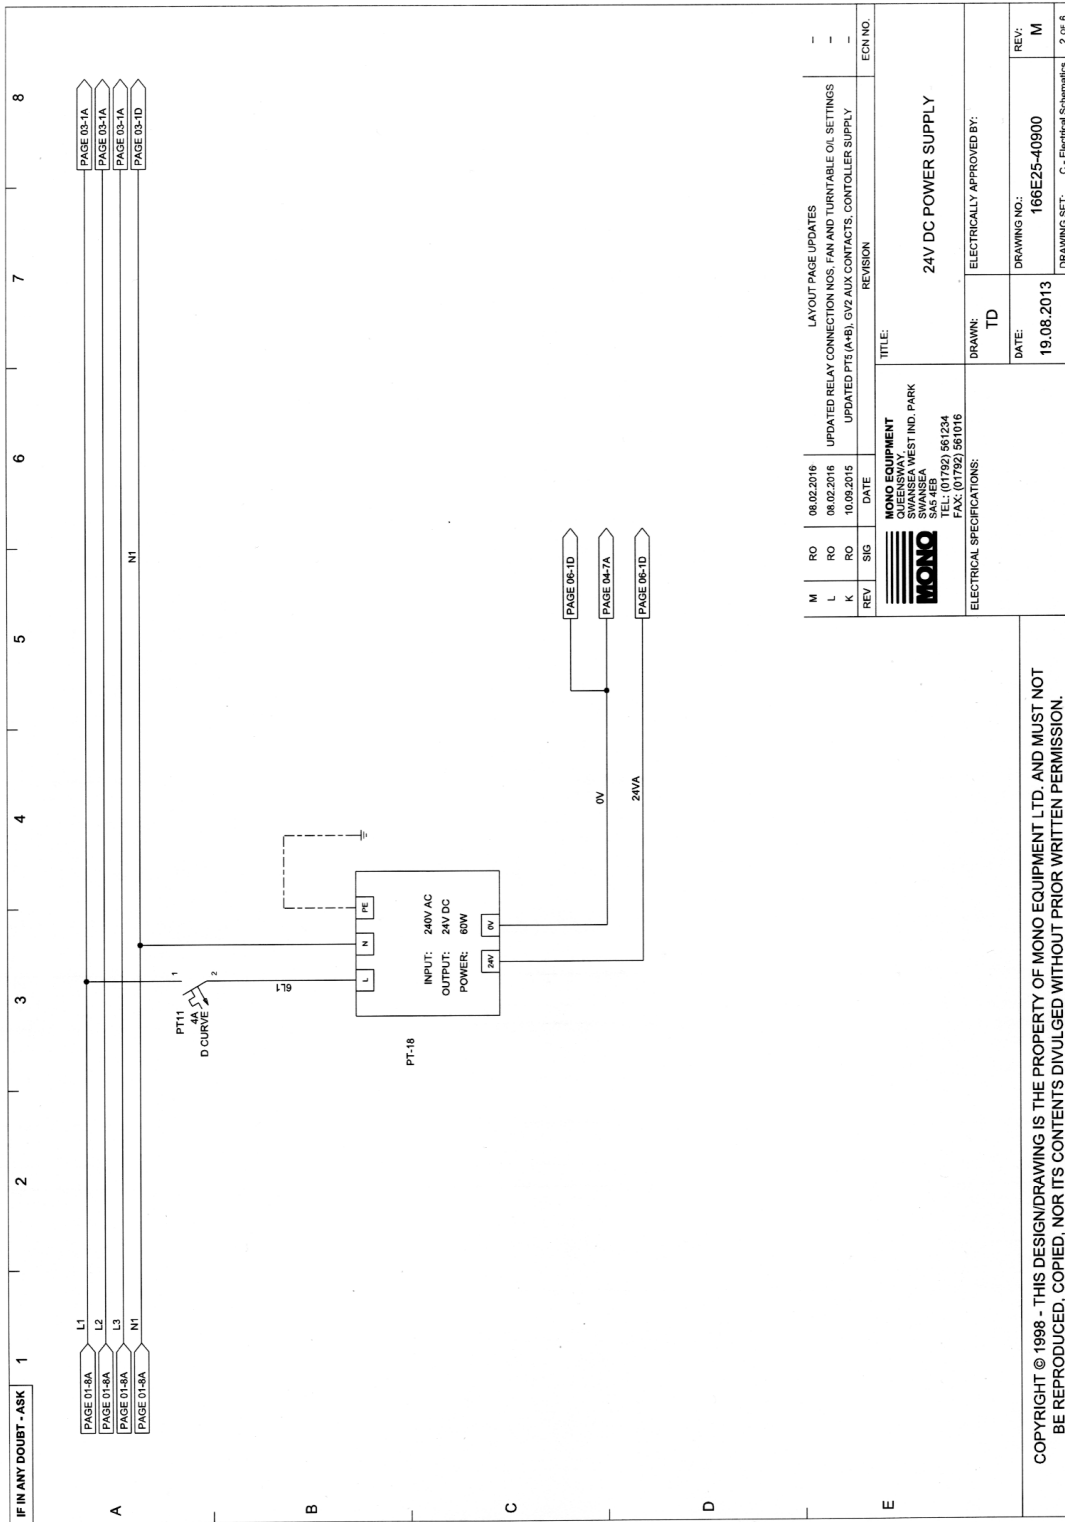 IF IN ANY DOUBT - ASK
1
2
3
4
5
6
7
8
A
B
C
D
E
PAGE 01-8A
L1
PAGE 03-1A
PAGE 01-8A
L2
PAGE 03-1A
PAGE 01-8A
L3
PAGE 03-1A
PAGE 01-8A
N1
N1
PAGE 03-1D
PT11
4A
D CURVE
1
2
6L1
L
N
PE
PT-18
INPUT: 240V AC
OUTPUT: 24V DC
POWER: 60W
24V
0V
0V
24VA
PAGE 06-1D
PAGE 04-7A
PAGE 06-1D
M RO 08.02.2016 LAYOUT PAGE UPDATES –
L RO 08.02.2016 UPDATED RELAY CONNECTION NOS, FAN AND TURNTABLE O/L SETTINGS –
K RO 10.09.2015 UPDATED PT5 (A+B), GV2 AUX CONTACTS, CONTOLLER SUPPLY –
REV SIG DATE REVISION ECN NO.
MONO
MONO EQUIPMENT
QUEENSWAY,
SWANSEA WEST IND. PARK
SWANSEA
SA5 4EB
TEL: (01792) 561234
FAX: (01792) 561016
TITLE:
24V DC POWER SUPPLY
ELECTRICAL SPECIFICATIONS:
DRAWN:
TD
ELECTRICALLY APPROVED BY:
DATE:
19.08.2013
DRAWING NO.:
166E25-40900
REV:
M
DRAWING SET: C - Electrical Schematics 2 OF 6
COPYRIGHT © 1998 - THIS DESIGN/DRAWING IS THE PROPERTY OF MONO EQUIPMENT LTD. AND MUST NOT
BE REPRODUCED, COPIED, NOR ITS CONTENTS DIVULGED WITHOUT PRIOR WRITTEN PERMISSION.